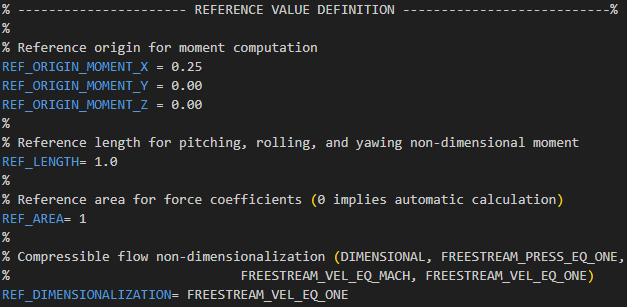 % ---------------------- REFERENCE VALUE DEFINITION ---------------------------%
%
% Reference origin for moment computation
REF_ORIGIN_MOMENT_X = 0.25
REF_ORIGIN_MOMENT_Y = 0.00
REF_ORIGIN_MOMENT_Z = 0.00
%
% Reference length for pitching, rolling, and yawing non-dimensional moment
REF_LENGTH= 1.0
%
% Reference area for force coefficients (0 implies automatic calculation)
REF_AREA= 1
%
% Compressible flow non-dimensionalization (DIMENSIONAL, FREESTREAM_PRESS_EQ_ONE,
%                              FREESTREAM_VEL_EQ_MACH, FREESTREAM_VEL_EQ_ONE)
REF_DIMENSIONALIZATION= FREESTREAM_VEL_EQ_ONE